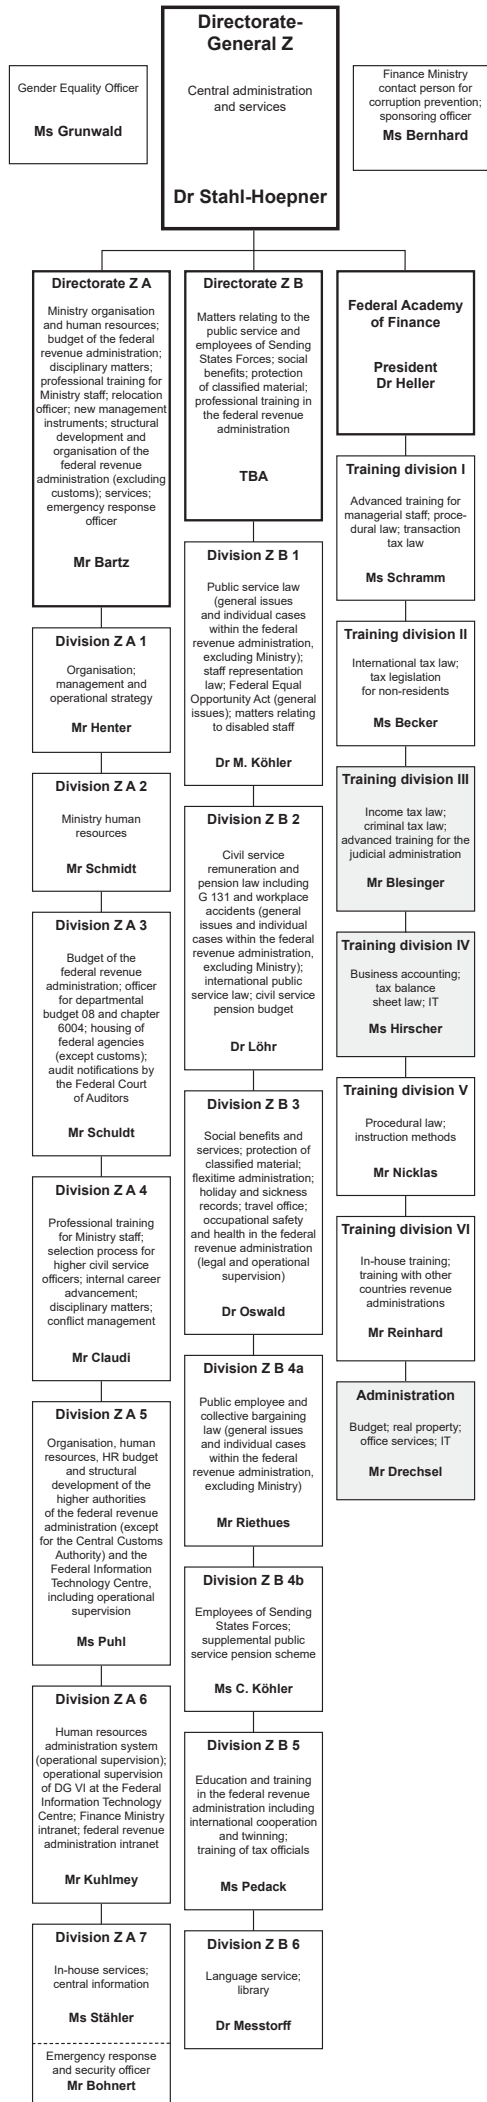 Directorate-
General Z
Central administration
and services
Dr Stahl-Hoepner
Gender Equality Officer
Ms Grunwald
Finance Ministry
contact person for
corruption prevention;
sponsoring officer
Ms Bernhard
Directorate Z A
Ministry organisation
and human resources;
budget of the federal
revenue administration;
disciplinary matters;
professional training for
Ministry staff; relocation
officer; new management
instruments; structural
development and
organisation of the
federal revenue
administration (excluding
customs); services;
emergency response
officer
Mr Bartz
Division Z A 1
Organisation;
management and
operational strategy
Mr Henter
Division Z A 2
Ministry human
resources
Mr Schmidt
Division Z A 3
Budget of the
federal revenue
administration; officer
for departmental
budget 08 and chapter
6004; housing of
federal agencies
(except customs);
audit notifications by
the Federal Court
of Auditors
Mr Schuldt
Division Z A 4
Professional training
for Ministry staff;
selection process for
higher civil service
officers; internal career
advancement;
disciplinary matters;
conflict management
Mr Claudi
Division Z A 5
Organisation, human
resources, HR budget
and structural
development of the
higher authorities
of the federal revenue
administration (except
for the Central Customs
Authority) and the
Federal Information
Technology Centre,
including operational
supervision
Ms Puhl
Division Z A 6
Human resources
administration system
(operational supervision);
operational supervision
of DG VI at the Federal
Information Technology
Centre; Finance Ministry
intranet; federal revenue
administration intranet
Mr Kuhlmey
Division Z A 7
In-house services;
central information
Ms Stähler
Emergency response
and security officer
Mr Bohnert
Directorate Z B
Matters relating to the
public service and
employees of Sending
States Forces; social
benefits; protection
of classified material;
professional training in
the federal revenue
administration
TBA
Division Z B 1
Public service law
(general issues
and individual cases
within the federal
revenue administration,
excluding Ministry);
staff representation
law; Federal Equal
Opportunity Act (general
issues); matters relating
to disabled staff
Dr M. Köhler
Division Z B 2
Civil service
remuneration and
pension law including
G 131 and workplace
accidents (general
issues and individual
cases within the federal
revenue administration,
excluding Ministry);
international public
service law; civil service
pension budget
Dr Löhr
Division Z B 3
Social benefits and
services; protection of
classified material;
flexitime administration;
holiday and sickness
records; travel office;
occupational safety
and health in the federal
revenue administration
(legal and operational
supervision)
Dr Oswald
Division Z B 4a
Public employee and
collective bargaining
law (general issues
and individual cases
within the federal
revenue administration,
excluding Ministry)
Mr Riethues
Division Z B 4b
Employees of Sending
States Forces;
supplemental public
service pension scheme
Ms C. Köhler
Division Z B 5
Education and training
in the federal revenue
administration including
international cooperation
and twinning;
training of tax officials
Ms Pedack
Division Z B 6
Language service;
library
Dr Messtorff
Federal Academy
of Finance
President
Dr Heller
Training division I
Advanced training for
managerial staff; proce-
dural law; transaction
tax law
Ms Schramm
Training division II
International tax law;
tax legislation
for non-residents
Ms Becker
Training division III
Income tax law;
criminal tax law;
advanced training for the
judicial administration
Mr Blesinger
Training division IV
Business accounting;
tax balance
sheet law; IT
Ms Hirscher
Training division V
Procedural law;
instruction methods
Mr Nicklas
Training division VI
In-house training;
training with other
countries revenue
administrations
Mr Reinhard
Administration
Budget; real property;
office services; IT
Mr Drechsel